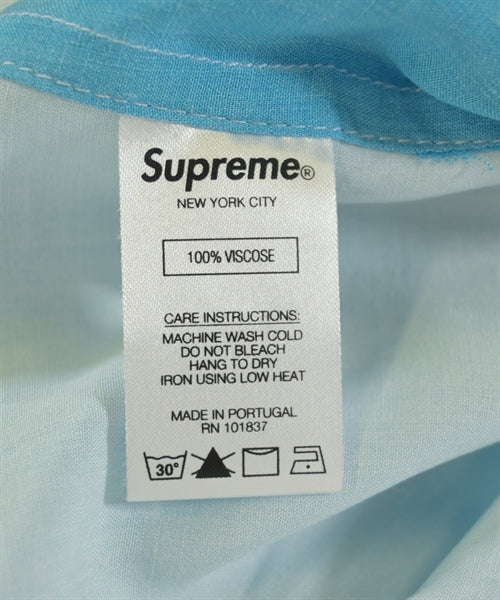 Supreme®
NEW YORK CITY
100% VISCOSE
CARE INSTRUCTIONS:
MACHINE WASH COLD
DO NOT BLEACH
HANG TO DRY
IRON USING LOW HEAT
MADE IN PORTUGAL
RN 101837
30°